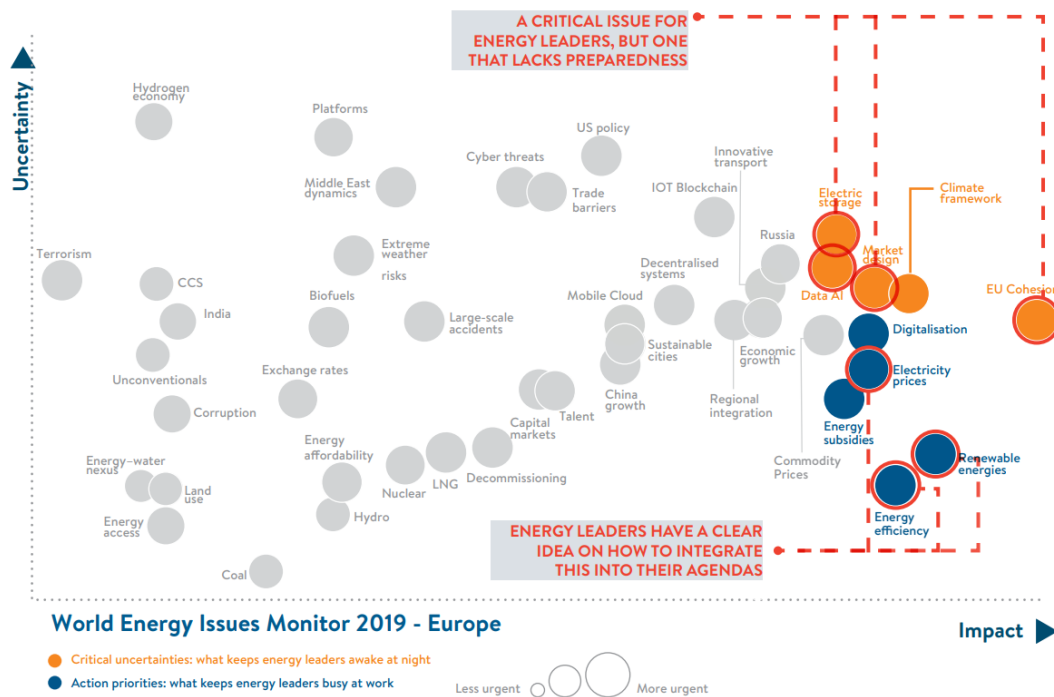 A CRITICAL ISSUE FOR
ENERGY LEADERS, BUT ONE
THAT LACKS PREPAREDNESS
Uncertainty
Hydrogen
economy
Platforms
US policy
Cyber threats
Innovative
transport
Middle East
dynamics
Trade
barriers
IOT Blockchain
Electric
storage
Climate
framework
Terrorism
Extreme
weather
risks
Russia
Market
design
CCS
Decentralised
systems
Data AI
EU Cohesion
Biofuels
Mobile Cloud
India
Large-scale
accidents
Digitalisation
Sustainable
cities
Economic
growth
Unconventionals
Exchange rates
China
growth
Electricity
prices
Regional
integration
Corruption
Capital
markets
Talent
Energy
subsidies
Energy
affordability
Commodity
Prices
Energy–water
nexus
Renewable
energies
Land
use
Nuclear
LNG
Decommissioning
Energy
access
Hydro
Energy
efficiency
ENERGY LEADERS HAVE A CLEAR
IDEA ON HOW TO INTEGRATE
THIS INTO THEIR AGENDAS
Coal
World Energy Issues Monitor 2019 - Europe
Impact
Critical uncertainties: what keeps energy leaders awake at night
Action priorities: what keeps energy leaders busy at work
Less urgent
More urgent